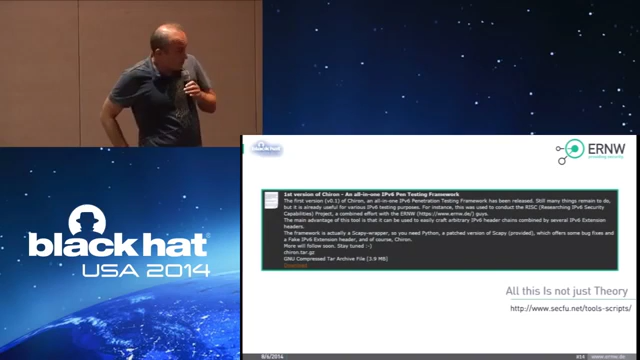 ERNW
providing security.
1st version of Chiron - An all-in-one IPv6 Pen Testing Framework
The first version (v0.1) of Chiron, an all-in-one IPv6 Penetration Testing Framework has been released. Still many things remain to do,
but it is already useful for various IPv6 testing purposes. For instance, this was used to conduct the RISC (Researching IPv6 Security
Capabilities) Project, a combined effort with the ERNW (https://www.ernw.de/) guys.
The main advantage of this tool is that it can be used to easily craft arbitrary IPv6 header chains combined by several IPv6 Extension
headers.
The framework is actually a Scapy-wrapper, so you need Python, a patched version of Scapy (provided), which offers some bug fixes and
a Fake IPv6 Extension header, and of course, Chiron.
More will follow soon. Stay tuned :-)
chiron.tar.gz
GNU Compressed Tar Archive File [3.9 MB]
Download
black hat
USA 2014
All this Is not just Theory
http://www.secfu.net/tools-scripts/
8/6/2014
#14
www.ernw.de